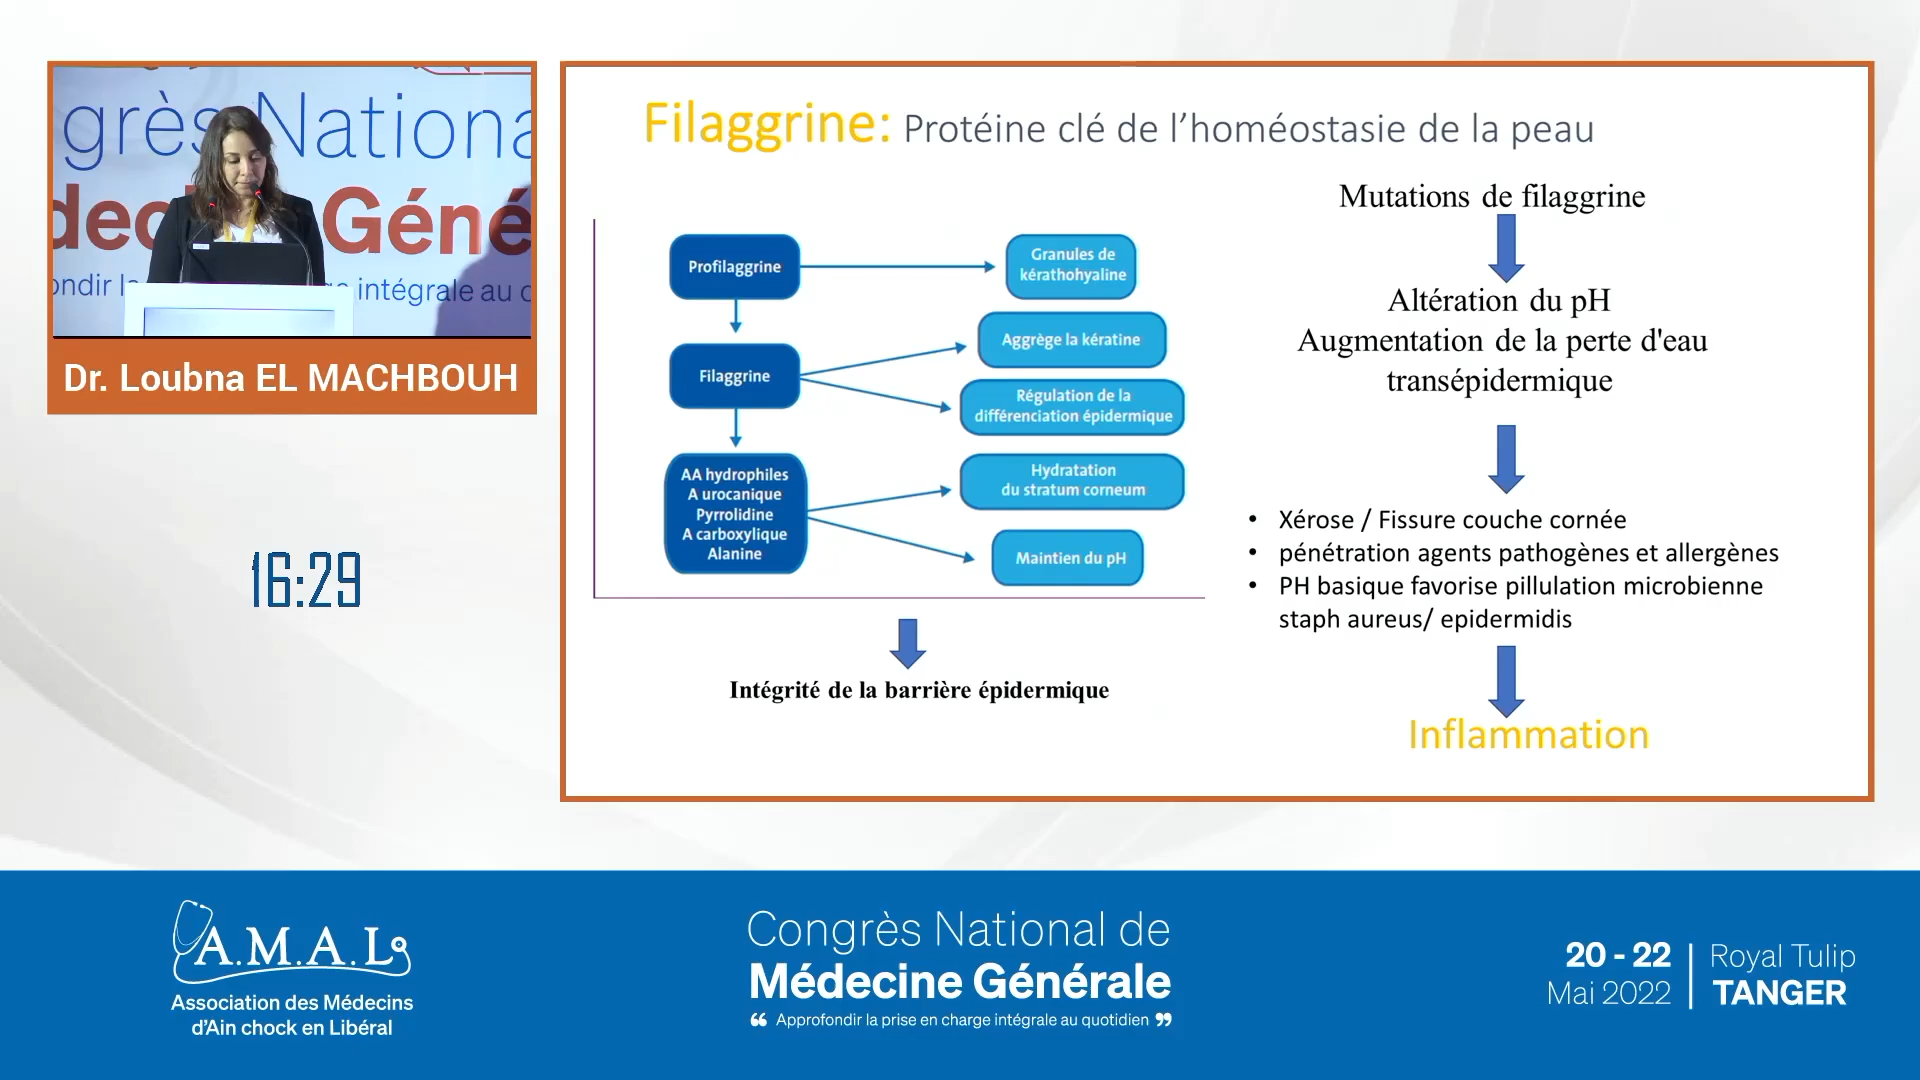 grès Nationa
Géné
intégrale au
Dr. Loubna EL MACHBOUH
16:29
Filaggrine: Protéine clé de l'homéostasie de la peau
Profilaggrine
Granules de
kérathohyaline
Filaggrine
Aggrège la kératine
Régulation de la
différenciation épidermique
AA hydrophiles
A urocanique
Pyrrolidine
A carboxylique
Alanine
Hydratation
du stratum corneum
Maintien du pH
Intégrité de la barrière épidermique
Mutations de filaggrine
Altération du pH
Augmentation de la perte d'eau
transépidermique
• Xérose / Fissure couche cornée
• pénétration agents pathogènes et allergènes
• PH basique favorise pillulation microbienne
staph aureus/ epidermidis
Inflammation
A.M.A.L
Association des Médecins
d'Ain chock en Libéral
Congrès National de
Médecine Générale
“ Approfondir la prise en charge intégrale au quotidien ”
20 - 22
Mai 2022
Royal Tulip
TANGER